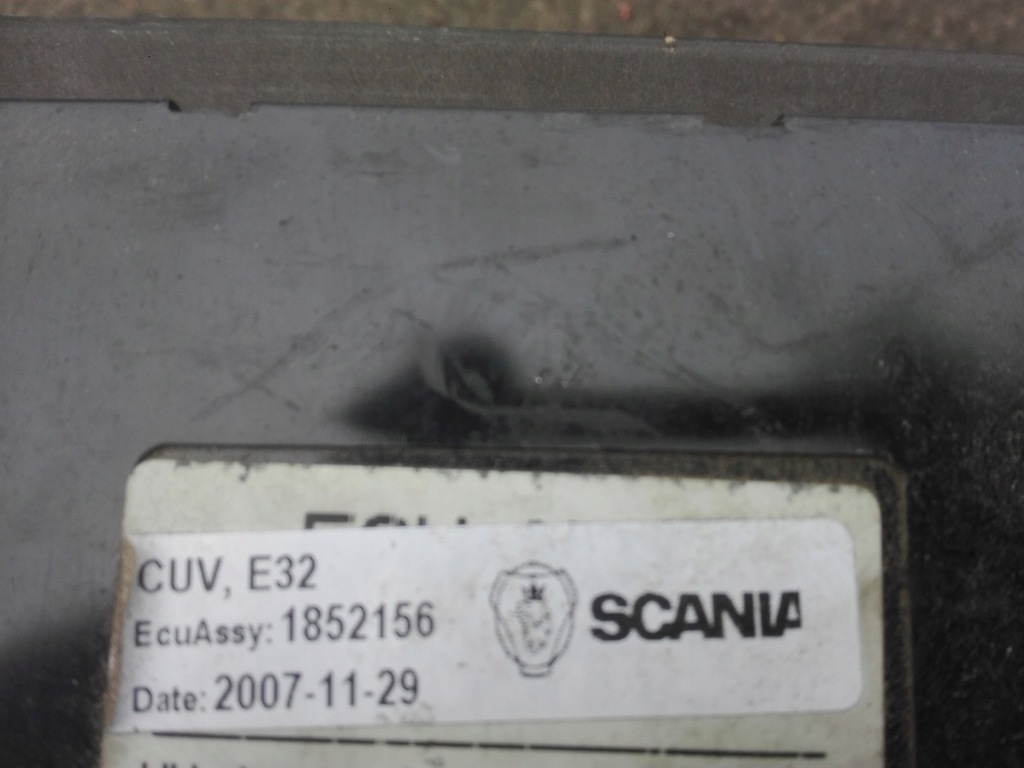 CUV, E32
EcuAssy: 1852156
SCANIA
Date: 2007-11-29